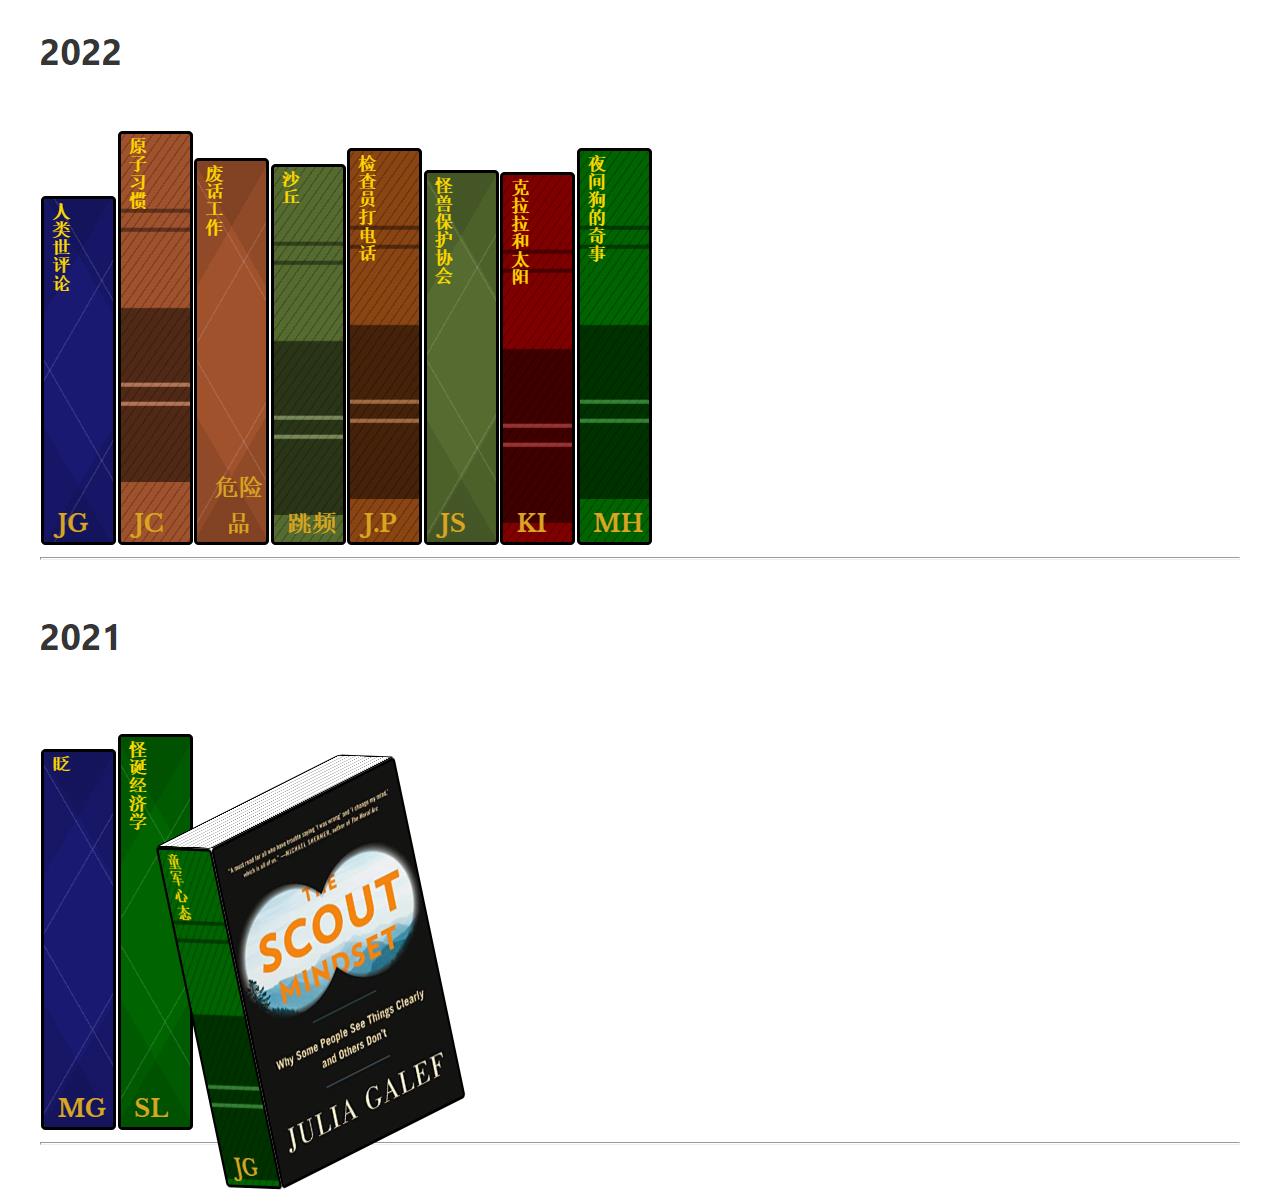 2022
人类世评论
JG
原子习惯
JC
废话工作
危险
品
沙丘
跳频
检查员打电话
J.P
怪兽保护协会
JS
克拉拉和太阳
KI
夜间狗的奇事
MH
2021
眨
MG
怪诞经济学
SL
童军心态
JG
"A must read for all who have trouble saying 'I was wrong' and 'I change my mind,'
which is all of us." —MICHAEL SHERMER, author of The Moral Arc
THE
SCOUT
MINDSET
Why Some People See Things Clearly
and Others Don't
JULIA GALEF